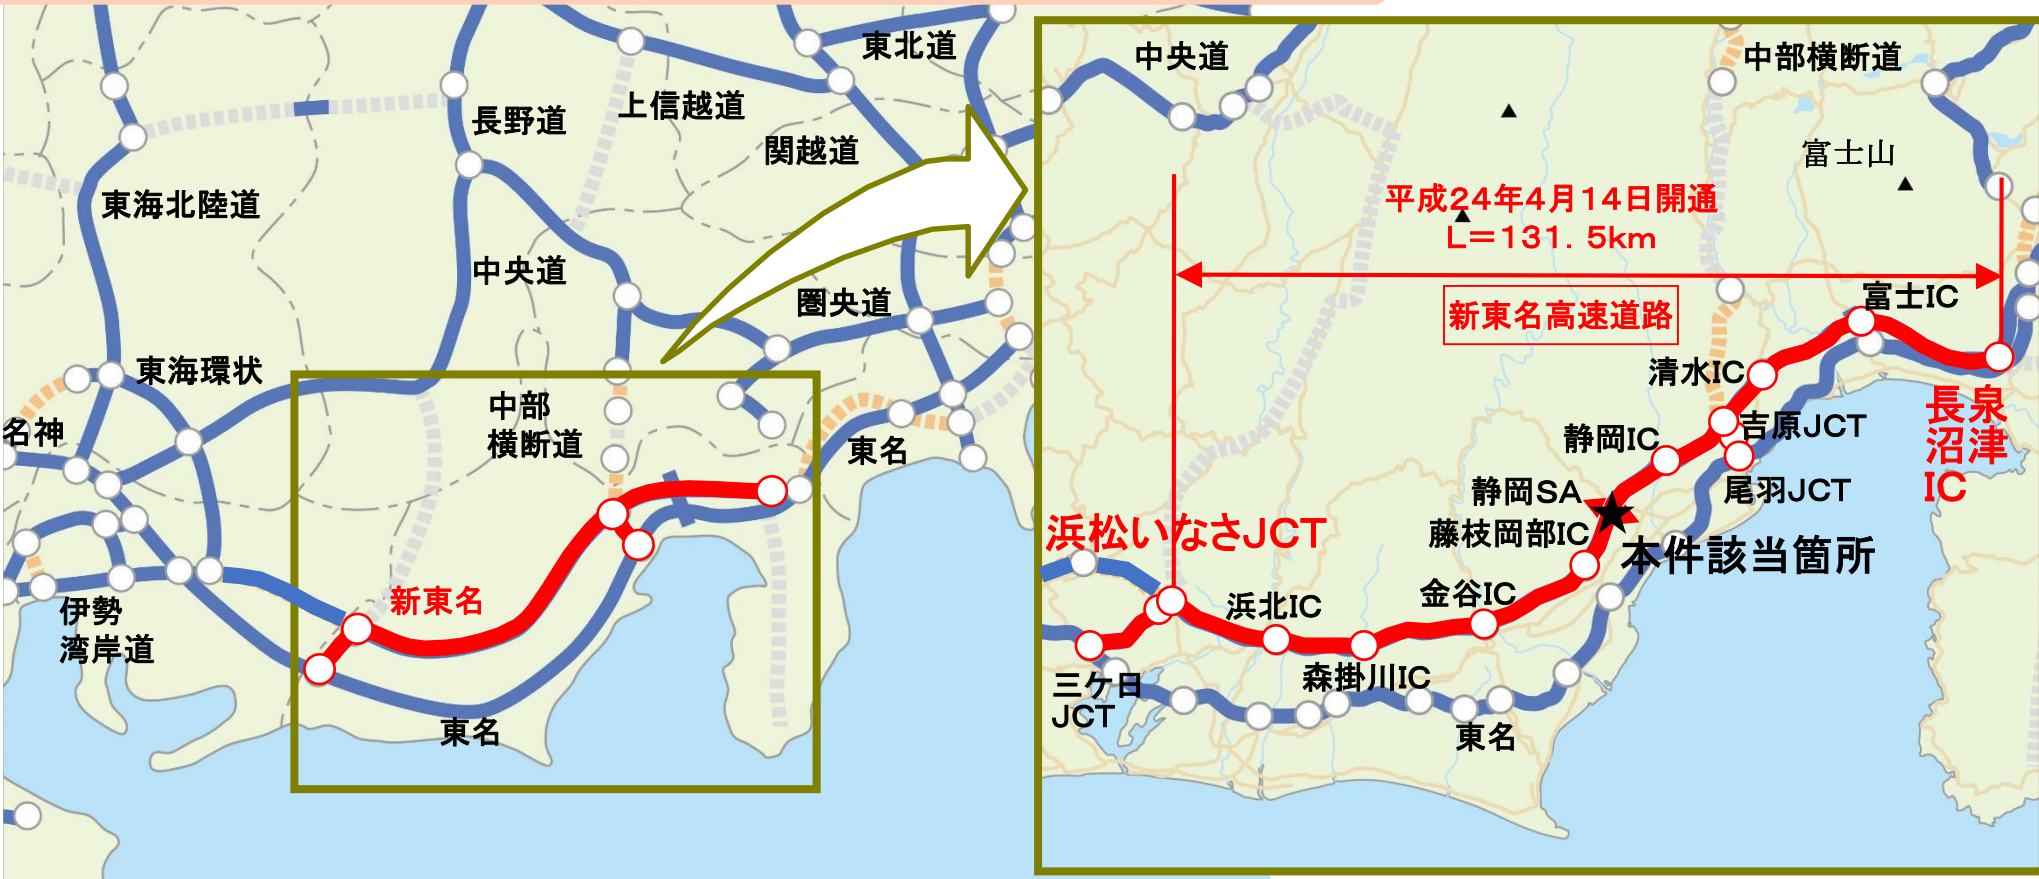 東北道
長野道
上信越道
関越道
東海北陸道
中央道
圏央道
東海環状
中部
横断道
名神
東名
新東名
伊勢
湾岸道
東名
中央道
中部横断道
富士山
平成24年4月14日開通
L=131.5km
新東名高速道路
富士IC
清水IC
長泉
沼津
IC
吉原JCT
静岡IC
尾羽JCT
静岡SA
藤枝岡部IC
本件該当箇所
浜松いなさJCT
金谷IC
浜北IC
森掛川IC
三ケ日
JCT
東名